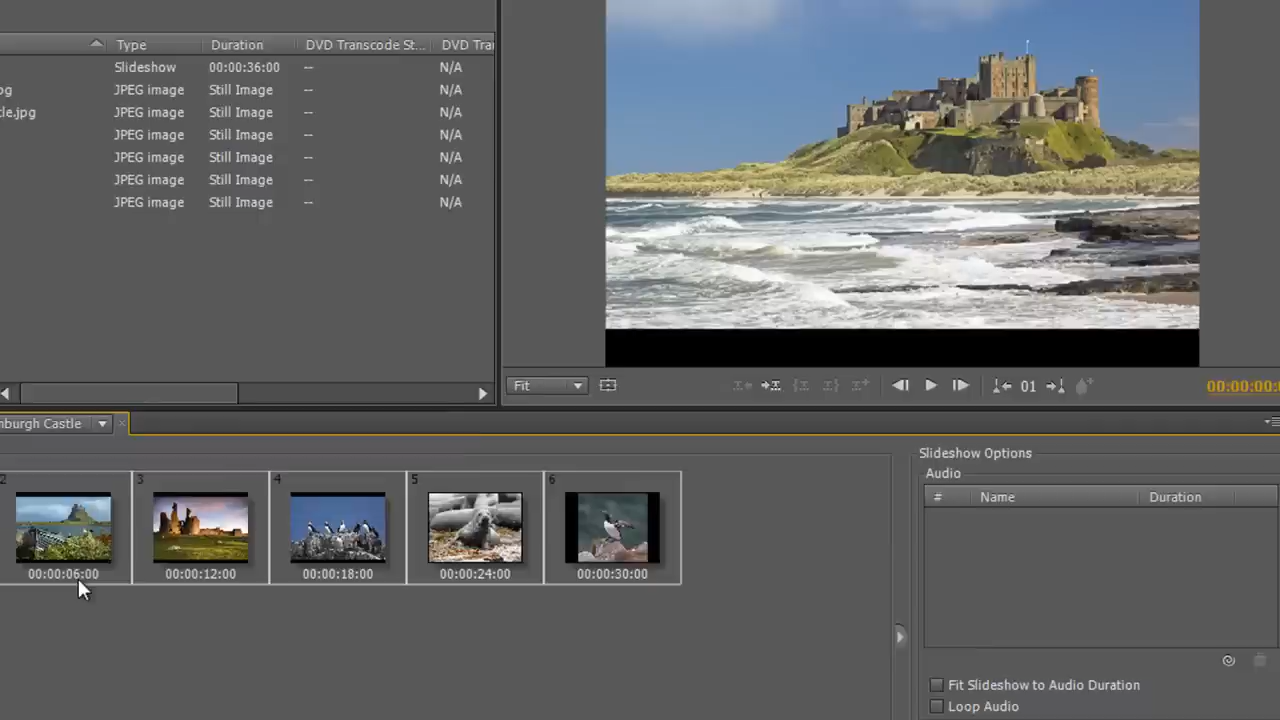 Type Duration DVD Transcode St... DVD Tra
Slideshow 00:00:36:00 -- N/A
pg JPEG image Still Image -- N/A
tle.jpg JPEG image Still Image -- N/A
JPEG image Still Image -- N/A
JPEG image Still Image -- N/A
JPEG image Still Image -- N/A
JPEG image Still Image -- N/A
Fit
01
00:00:00:
nburgh Castle
Slideshow Options
Audio
# Name Duration
2 3 4 5 6
00:00:06:00 00:00:12:00 00:00:18:00 00:00:24:00 00:00:30:00
Fit Slideshow to Audio Duration
Loop Audio